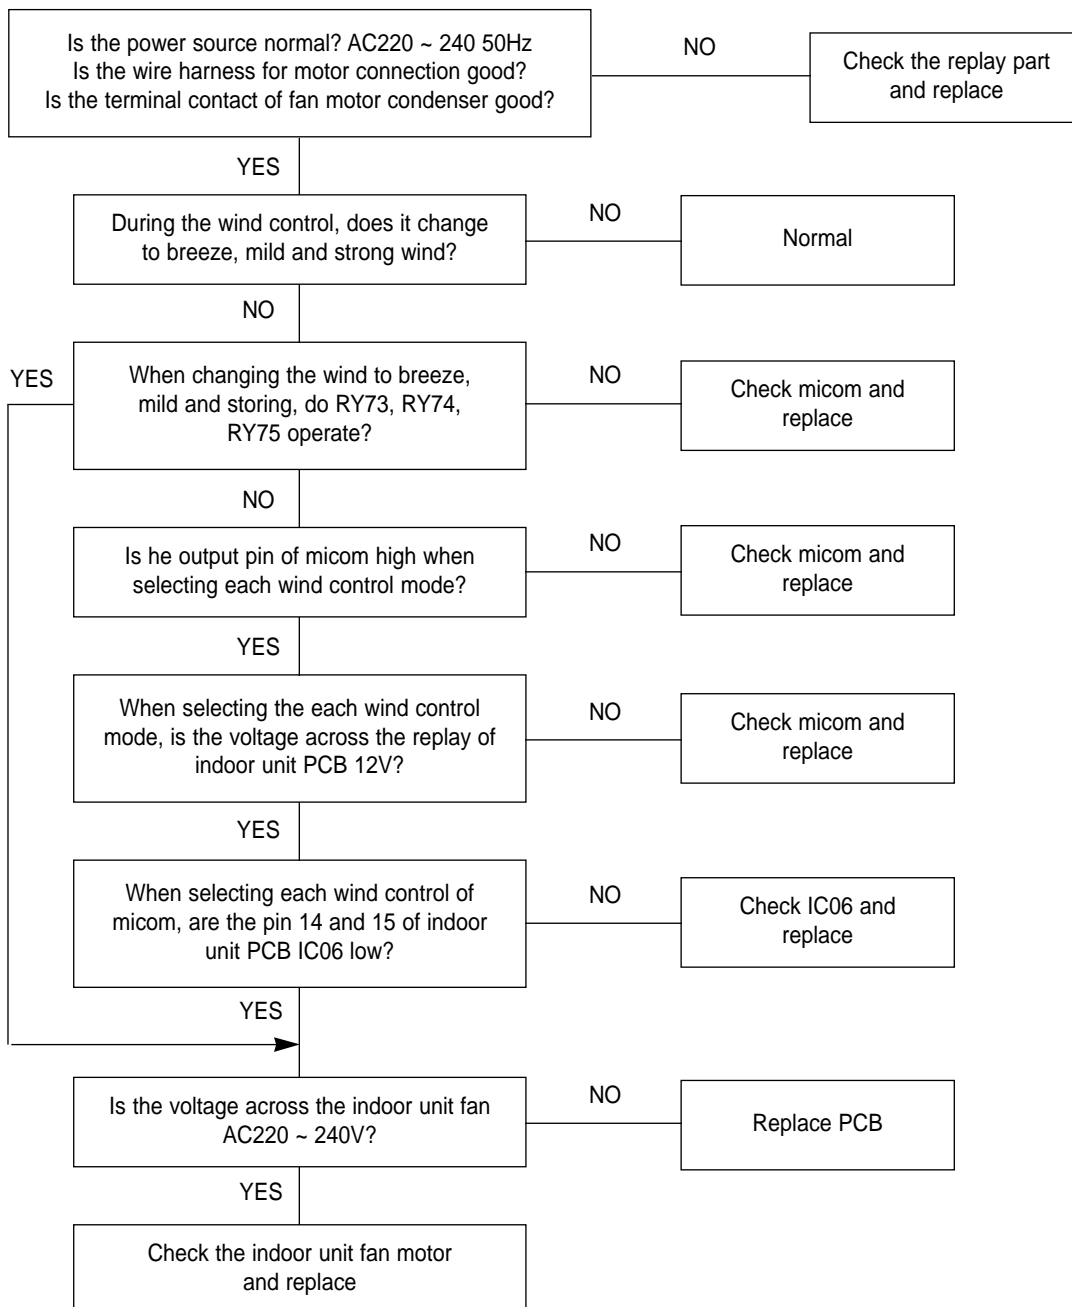 Is the power source normal? AC220 ~ 240 50Hz
Is the wire harness for motor connection good?
Is the terminal contact of fan motor condenser good?
NO
Check the replay part
and replace
YES
During the wind control, does it change
to breeze, mild and strong wind?
NO
Normal
NO
YES
When changing the wind to breeze,
mild and storing, do RY73, RY74,
RY75 operate?
NO
Check micom and
replace
NO
Is he output pin of micom high when
selecting each wind control mode?
NO
Check micom and
replace
YES
When selecting the each wind control
mode, is the voltage across the replay of
indoor unit PCB 12V?
NO
Check micom and
replace
YES
When selecting each wind control of
micom, are the pin 14 and 15 of indoor
unit PCB IC06 low?
NO
Check IC06 and
replace
YES
Is the voltage across the indoor unit fan
AC220 ~ 240V?
NO
Replace PCB
YES
Check the indoor unit fan motor
and replace